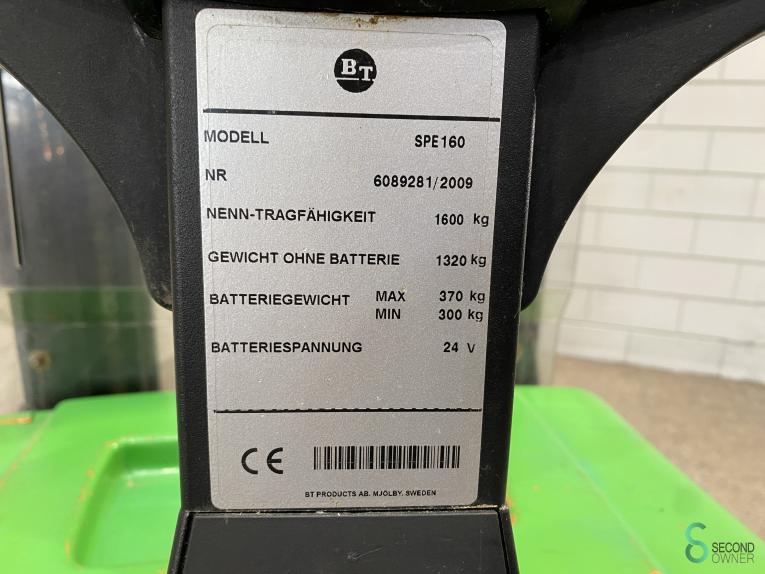 BT
MODELL SPE160
NR 6089281/2009
NENN-TRAGFÄHIGKEIT 1600 kg
GEWICHT OHNE BATTERIE 1320 kg
BATTERIEGEWICHT MAX 370 kg
MIN 300 kg
BATTERIESPANNUNG 24 V
CE
BT PRODUCTS AB. MJÖLBY. SWEDEN
SECOND
OWNER